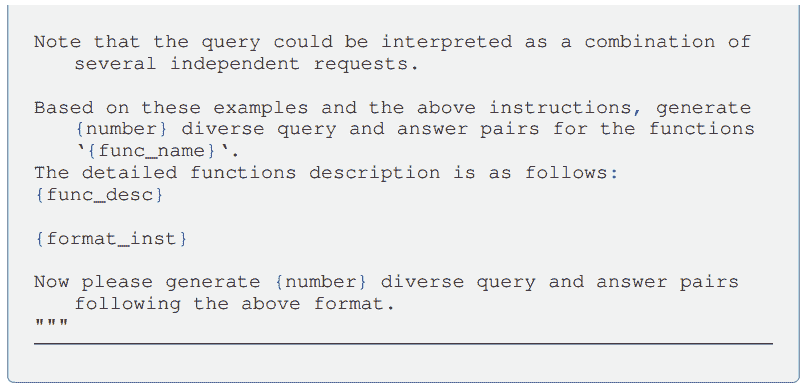 Note that the query could be interpreted as a combination of
several independent requests.
Based on these examples and the above instructions, generate
{number} diverse query and answer pairs for the functions
‘{func_name}‘.
The detailed functions description is as follows:
{func_desc}
{format_inst}
Now please generate {number} diverse query and answer pairs
following the above format.
"""